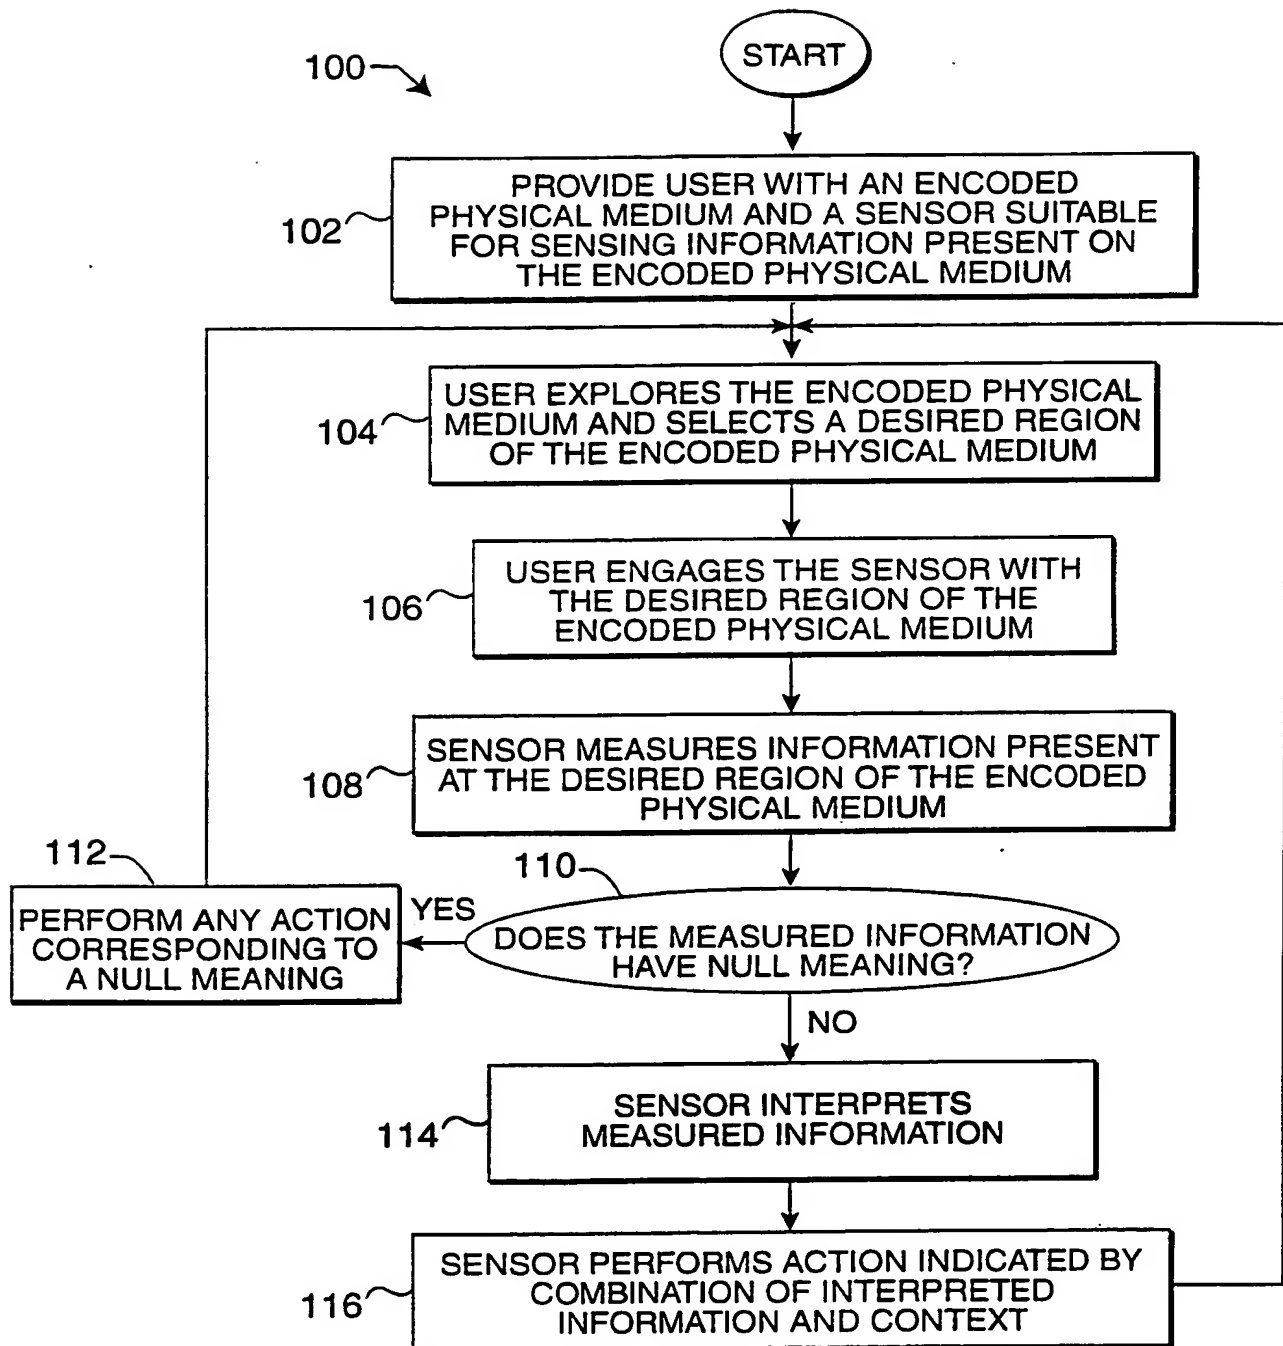 START
100
PROVIDE USER WITH AN ENCODED
PHYSICAL MEDIUM AND A SENSOR SUITABLE
FOR SENSING INFORMATION PRESENT ON
THE ENCODED PHYSICAL MEDIUM
102
USER EXPLORES THE ENCODED PHYSICAL
MEDIUM AND SELECTS A DESIRED REGION
OF THE ENCODED PHYSICAL MEDIUM
104
USER ENGAGES THE SENSOR WITH
THE DESIRED REGION OF THE
ENCODED PHYSICAL MEDIUM
106
SENSOR MEASURES INFORMATION PRESENT
AT THE DESIRED REGION OF THE ENCODED
PHYSICAL MEDIUM
108
112
110
PERFORM ANY ACTION
CORRESPONDING TO
A NULL MEANING
YES
DOES THE MEASURED INFORMATION
HAVE NULL MEANING?
NO
SENSOR INTERPRETS
MEASURED INFORMATION
114
SENSOR PERFORMS ACTION INDICATED BY
COMBINATION OF INTERPRETED
INFORMATION AND CONTEXT
116